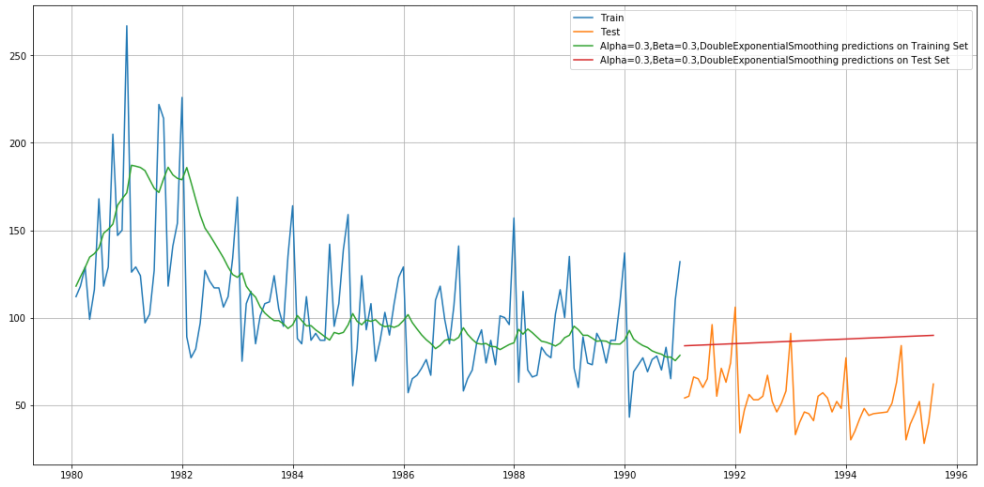 Train
Test
Alpha=0.3,Beta=0.3,DoubleExponentialSmoothing predictions on Training Set
Alpha=0.3,Beta=0.3,DoubleExponentialSmoothing predictions on Test Set
250
200
150
100
50
1980 1982 1984 1986 1988 1990 1992 1994 1996